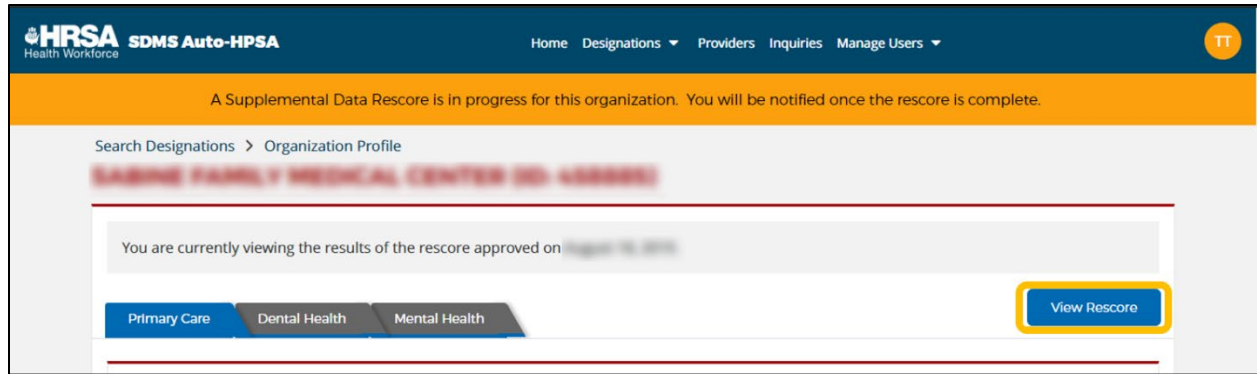 HRSA
Health Workforce
SDMS Auto-HPSA
Home Designations Providers Inquiries Manage Users
TT
A Supplemental Data Rescore is in progress for this organization. You will be notified once the rescore is complete.
Search Designations > Organization Profile
You are currently viewing the results of the rescore approved on
Primary Care Dental Health Mental Health
View Rescore